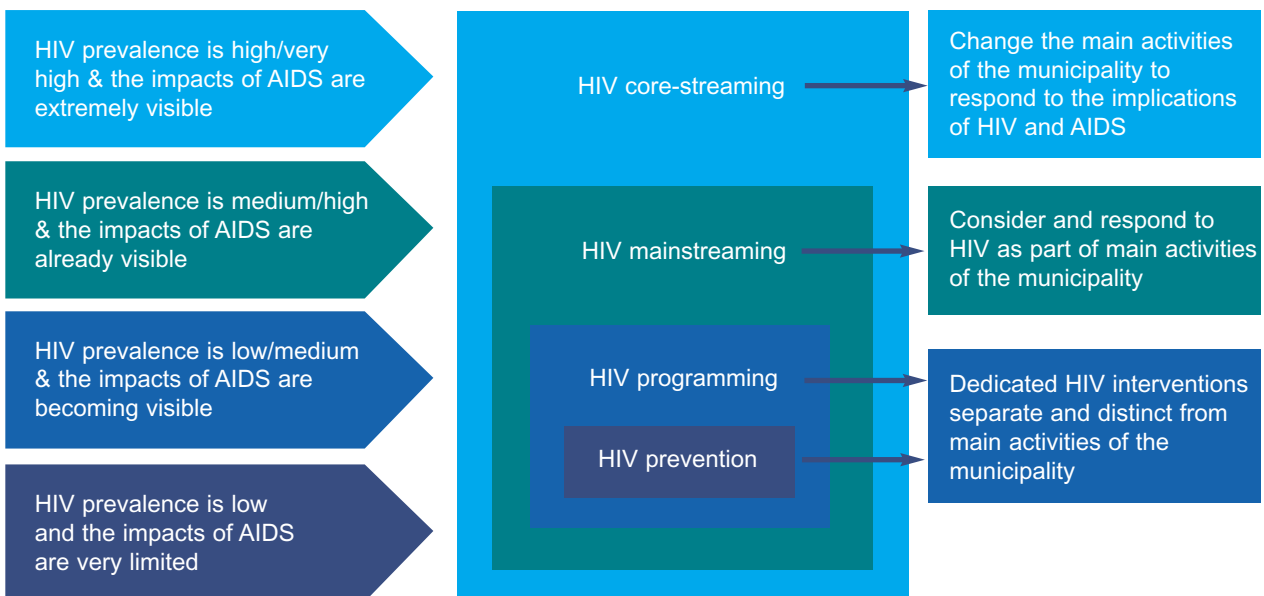 HIV prevalence is high/very
high & the impacts of AIDS are
extremely visible
HIV core-streaming
Change the main activities
of the municipality to
respond to the implications
of HIV and AIDS
HIV prevalence is medium/high
& the impacts of AIDS are
already visible
HIV mainstreaming
Consider and respond to
HIV as part of main activities
of the municipality
HIV prevalence is low/medium
& the impacts of AIDS are
becoming visible
HIV programming
Dedicated HIV interventions
separate and distinct from
main activities of the
municipality
HIV prevention
HIV prevalence is low
and the impacts of AIDS
are very limited